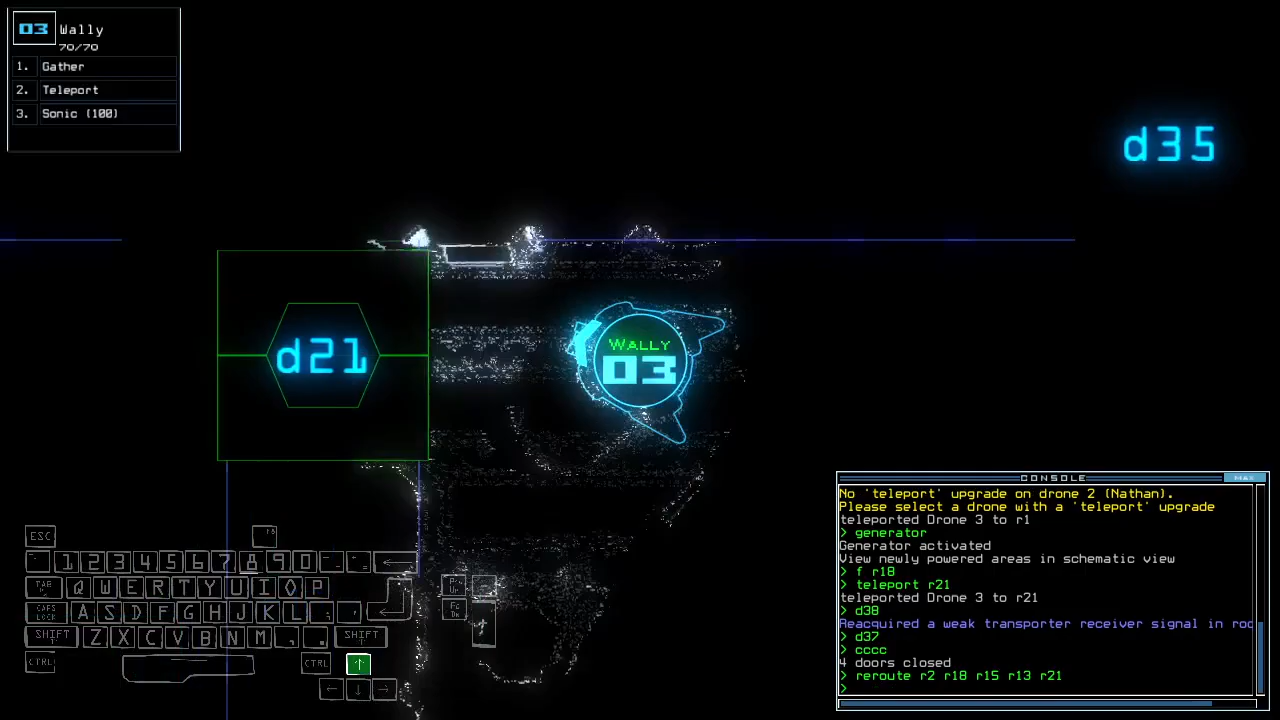 03 Wally
70/70
1. Gather
2. Teleport
3. Sonic (100)
d35
d21
WALLY
03
CONSOLE
MAX
No 'teleport' upgrade on drone 2 (Nathan).
Please select a drone with a 'teleport' upgrade
teleported Drone 3 to r1
> generator
Generator activated
View newly powered areas in schematic view
> f r18
> teleport r21
teleported Drone 3 to r21
> d38
Reacquired a weak transporter receiver signal in roo
> d37
> cccc
4 doors closed
> reroute r2 r18 r15 r13 r21
>
ESC
1 2 3 4 5 6 7 8 9 0
TAB Q W E R T Y U I O P
CAPS LOCK A S D F G H J K L ; '
SHIFT Z X C V B N M , . SHIFT
CTRL CTRL ↑
← ↓ →